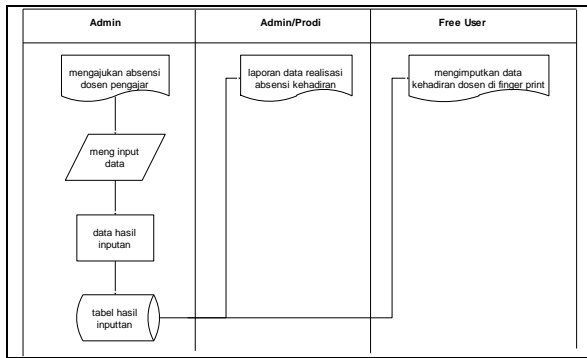 Admin
Admin/Prodi
Free User
mengajukan absensi
dosen pengajar
laporan data realisasi
absensi kehadiran
mengimputkan data
kehadiran dosen di finger print
meng input
data
data hasil
inputan
tabel hasil
inputtan